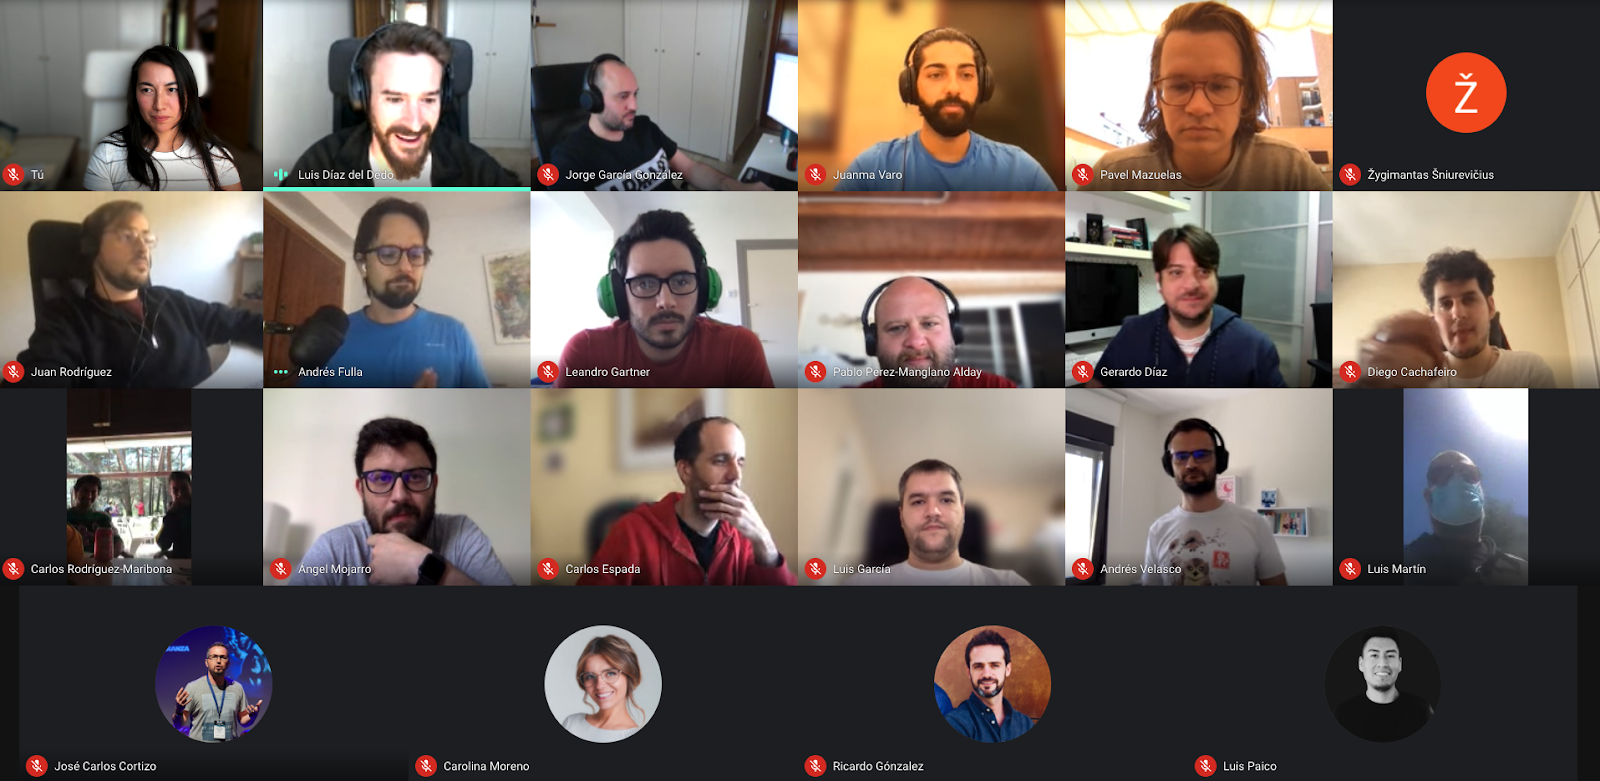 Tú
Luis Díaz del Dedo
Jorge García González
Juanma Varo
Pavel Mazuelas
Ž
Žygimantas Šniurevičius
Juan Rodríguez
Andrés Fulla
Leandro Gartner
Pablo Perez-Manglano Alday
Gerardo Díaz
Diego Cachafeiro
Carlos Rodríguez-Maribona
Angel Mojarro
Carlos Espada
Luis García
Andrés Velasco
Luis Martín
José Carlos Cortizo
Carolina Moreno
Ricardo Gónzalez
Luis Paico